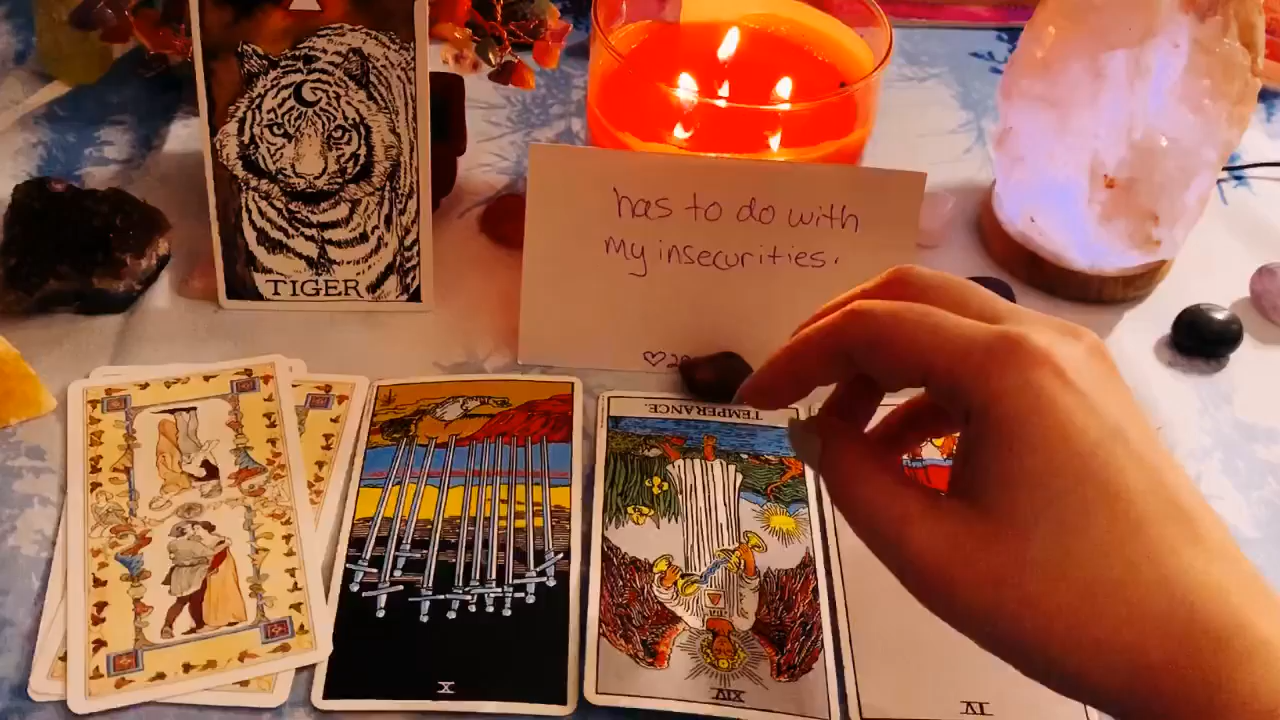 TIGER
has to do with
my insecurities.
TEMPERANCE.
X
XIV
IV